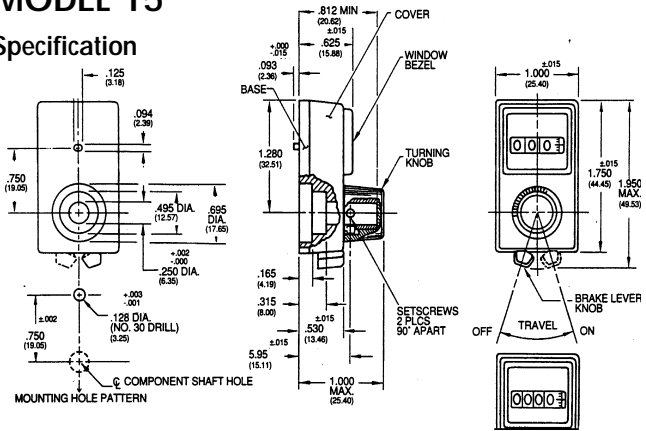 MODEL 15
Specification
.125
(3.18)
.094
(2.39)
.750
(19.05)
.495 DIA.
(12.57)
.695
DIA.
(17.65)
+.002
-.000
.250 DIA.
(6.35)
+.003
-.001
.128 DIA.
(NO. 30 DRILL)
(3.25)
±.002
.750
(19.05)
℄ COMPONENT SHAFT HOLE
MOUNTING HOLE PATTERN
.812 MIN
(20.62)
±.015
.625
(15.88)
+.000
-.015
.093
(2.36)
BASE
COVER
WINDOW
BEZEL
1.280
(32.51)
TURNING
KNOB
.165
(4.19)
.315
(8.00)
±.015
.530
(13.46)
±.015
5.95
(15.11)
1.000
MAX.
(25.40)
SETSCREWS
2 PLCS
90° APART
±.015
1.000
(25.40)
000
±.015
1.750
(44.45)
1.950
MAX.
(49.53)
BRAKE LEVER
KNOB
OFF TRAVEL ON
0000